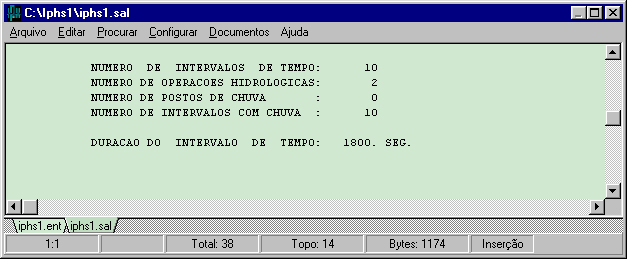 C:\Iphs1\iphs1.sal
Arquivo Editar Procurar Configurar Documentos Ajuda
NUMERO DE INTERVALOS DE TEMPO: 10
NUMERO DE OPERACOES HIDROLOGICAS: 2
NUMERO DE POSTOS DE CHUVA : 0
NUMERO DE INTERVALOS COM CHUVA : 10
DURACAO DO INTERVALO DE TEMPO: 1800. SEG.
iphs1.ent iphs1.sal
1:1 Total: 38 Topo: 14 Bytes: 1174 Inserção